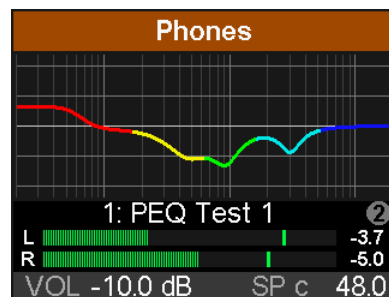 Phones
1: PEQ Test 1 2
L -3.7
R -5.0
VOL -10.0 dB SP c 48.0